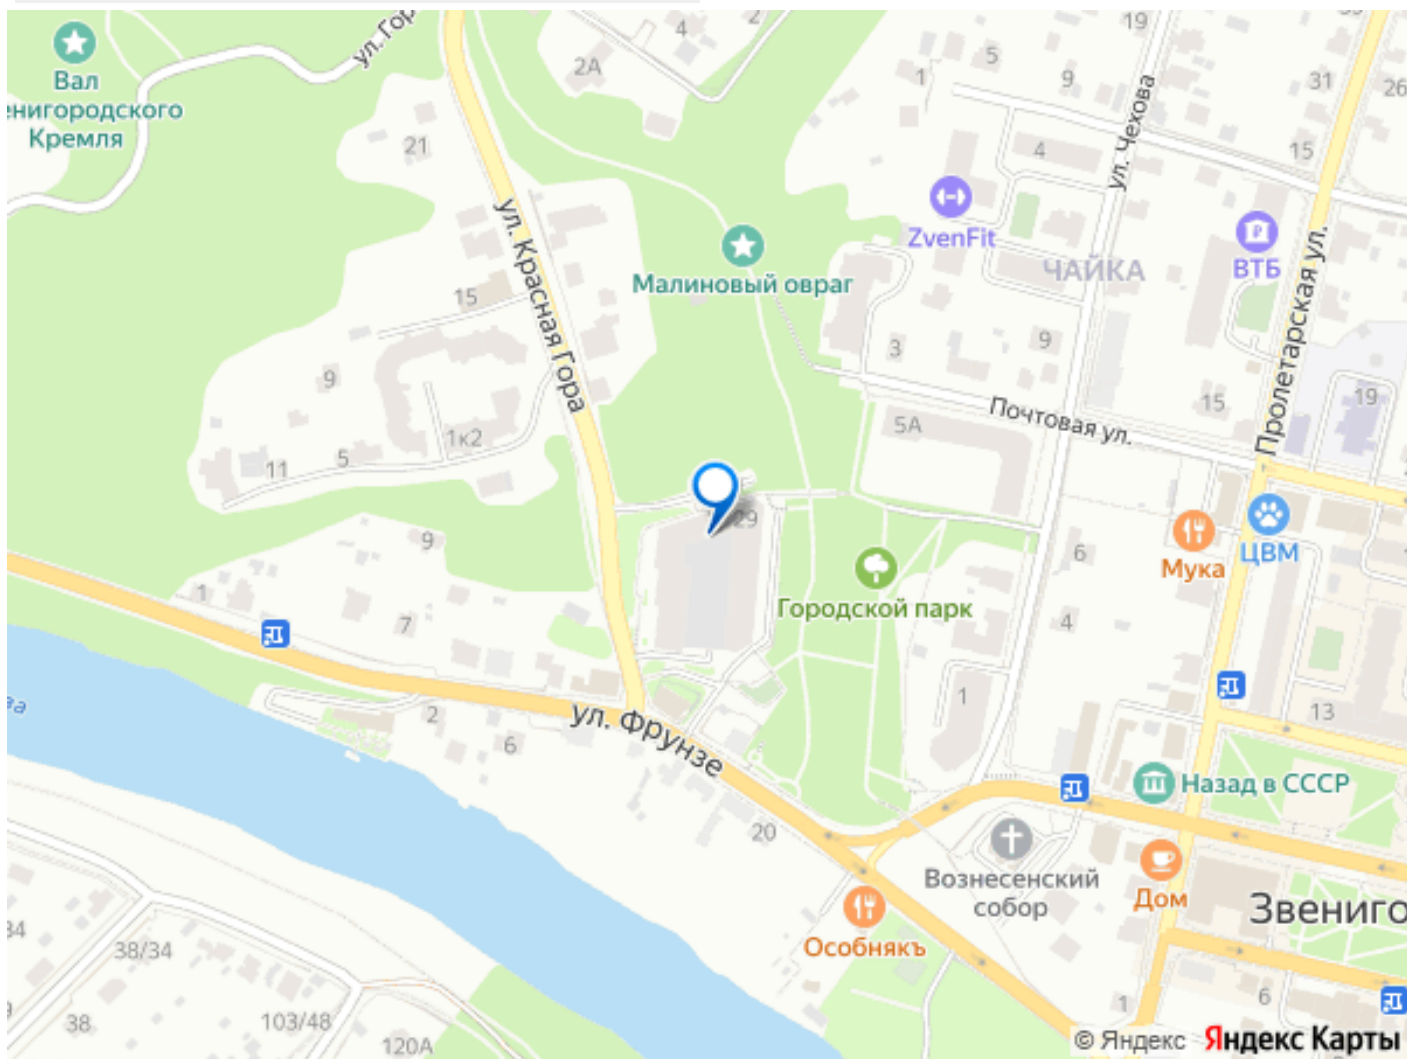 19
4
2
5
2А
1
9
31
26
ул. Гор
Вал
енигородского
Кремля
21
4
15
ул. Чехова
ZvenFit
ВТБ
ул. Красная Гора
Малиновый овраг
ЧАЙКА
Пролетарская ул.
15
3
9
9
15
19
Почтовая ул.
5А
1к2
5
11
29
9
6
Мука
ЦВМ
Городской парк
1
7
4
ва
2
6
ул. Фрунзе
1
13
Назад в СССР
20
Вознесенский
собор
Дом
Звениго
Особнякъ
34
38/34
38
103/48
120А
1
6
© Яндекс Яндекс Карты